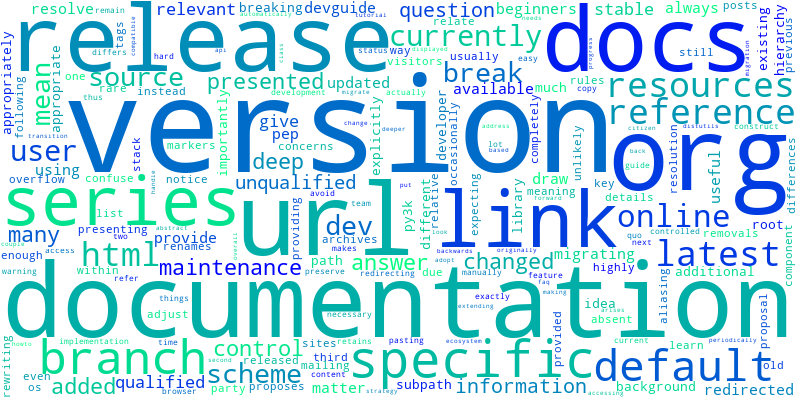 release
docs
version
org
url
link
documentation
series
specific
branch
default
latest
online
reference
resources
currently
source
break
html
dev
user
scheme
many
information
maintenance
control
changed
answer
added
mean
question
presented
stable
always
relevant
breaking
devguide
beginners
resolve
updated
deep
unqualified
give
pep
available
explicitly
qualified
redirected
background
migrating
additional
provide
using
matter
subpath
idea
draw
useful
library
removals
root
details
developer
different
relative
py3k
importantly
appropriate
appropriately
following
existing
hierarchy
previous
posts
visitors
tags
differs
markers
instead
rare
thus
one
remain
automatically
tutorial
compatible
hard
api
class
status
displayed
progress
migration
way
relate
usually
still
rules
copy
much
easy
needs
actually
migrate
development
concerns
completely
occasionally
unlikely
resolution
differences
component
construct
distutils
citizen
address
lot
based
back
guide
deeper
change
stack
overflow
transition
confuse
notice
list
presenting
two
renames
archives
providing
avoid
team
put
makes
look
expecting
meaning
forward
key
controlled
quo
next
aliasing
proposal
absent
highly
feature
faq
making
backwards
originally
adopt
manually
redirecting
path
due
preserve
within
refer
access
couple
enough
warning
abstract
handle
overall
things
adjust
implementation
time
necessary
sites
retains
exactly
extending
arises
current
periodically
learn
provided
old
accessing
strategy
ecosystem
pasting
content
third
mailing
released
proposes
party
second
browser
howto
even
os
rewriting